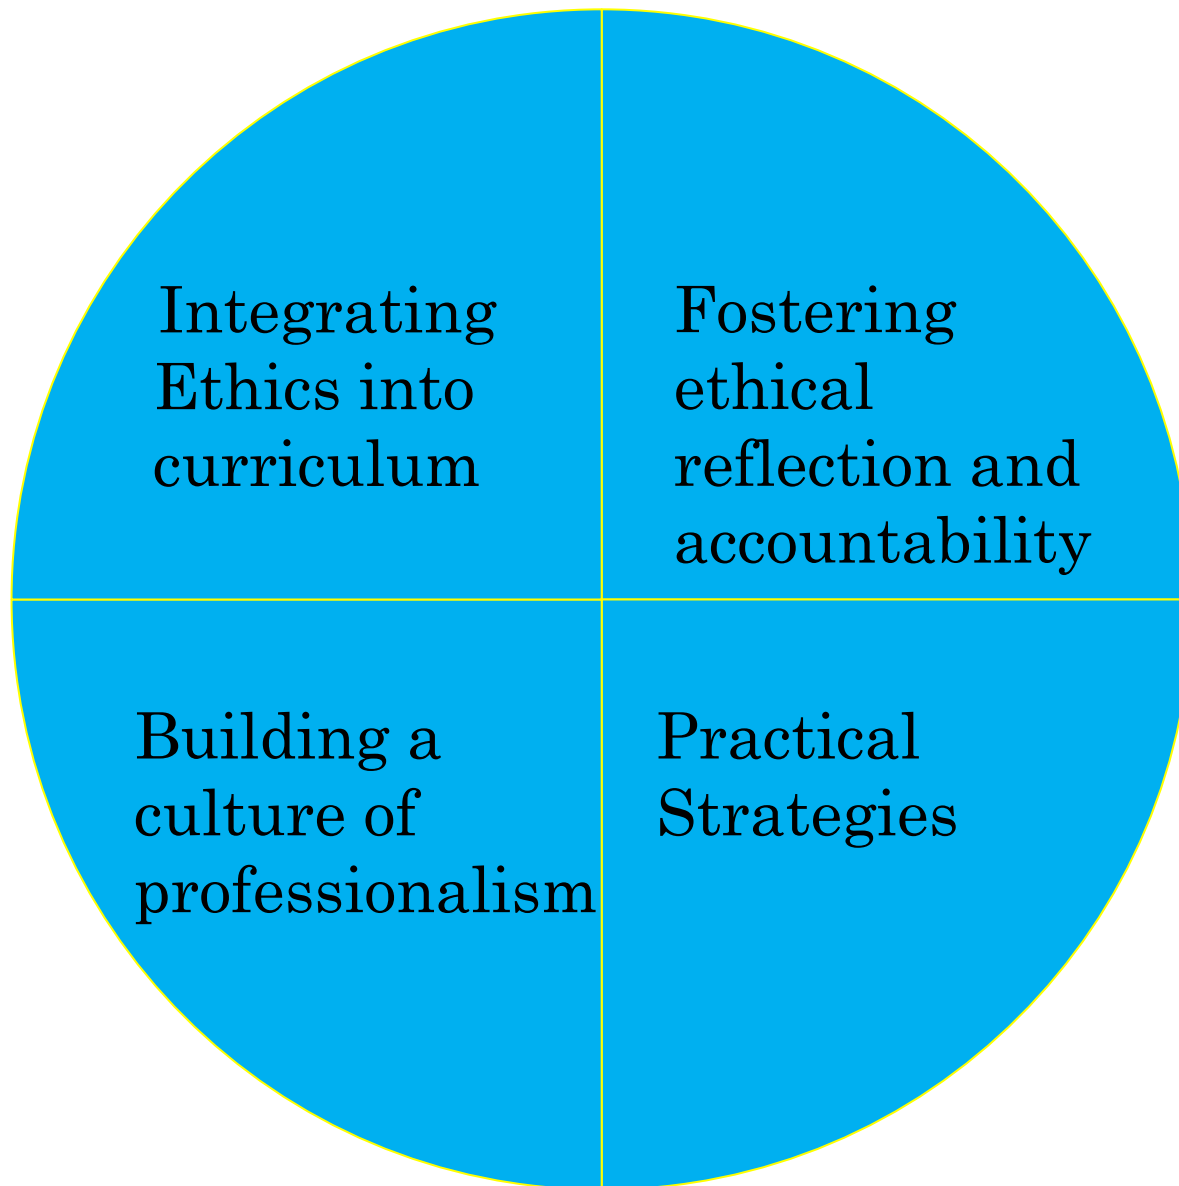 Integrating
Ethics into
curriculum
Fostering
ethical
reflection and
accountability
Building a
culture of
professionalism
Practical
Strategies